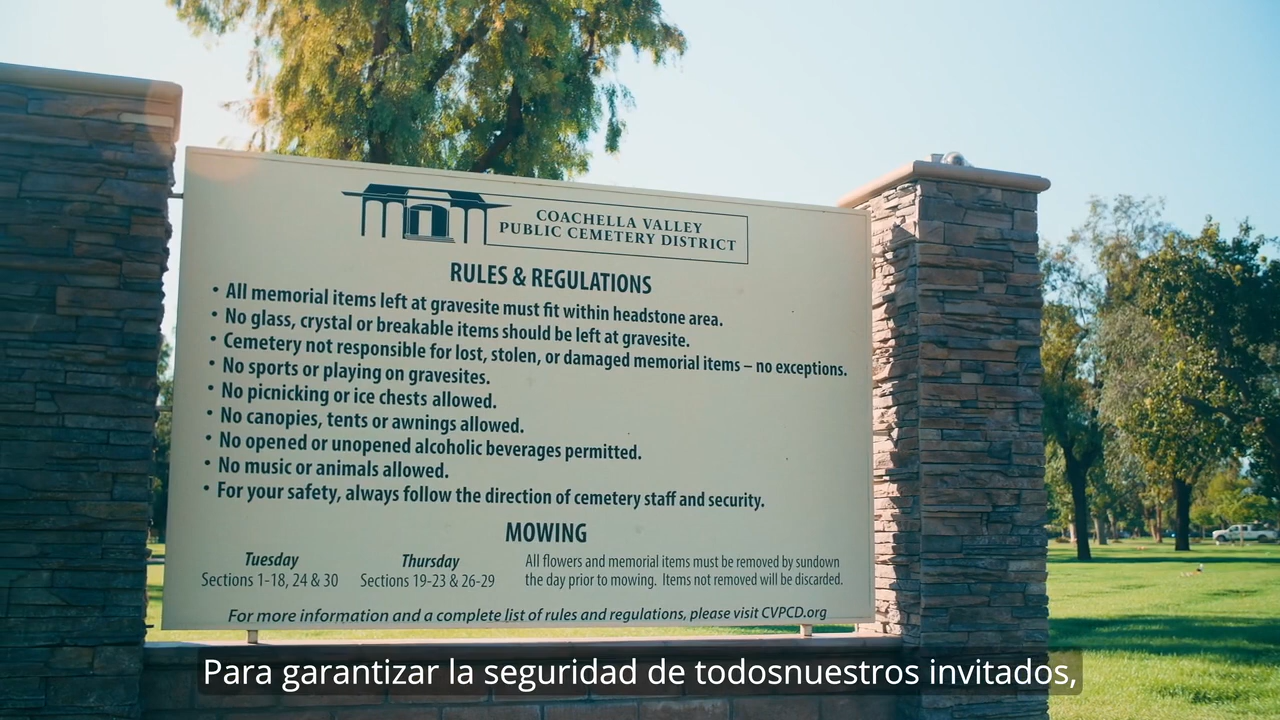 COACHELLA VALLEY
PUBLIC CEMETERY DISTRICT
RULES & REGULATIONS
• All memorial items left at gravesite must fit within headstone area.
• No glass, crystal or breakable items should be left at gravesite.
• Cemetery not responsible for lost, stolen, or damaged memorial items – no exceptions.
• No sports or playing on gravesites.
• No picnicking or ice chests allowed.
• No canopies, tents or awnings allowed.
• No opened or unopened alcoholic beverages permitted.
• No music or animals allowed.
• For your safety, always follow the direction of cemetery staff and security.
MOWING
Tuesday
Sections 1-18, 24 & 30
Thursday
Sections 19-23 & 26-29
All flowers and memorial items must be removed by sundown
the day prior to mowing. Items not removed will be discarded.
For more information and a complete list of rules and regulations, please visit CVPCD.org
Para garantizar la seguridad de todosnuestros invitados,